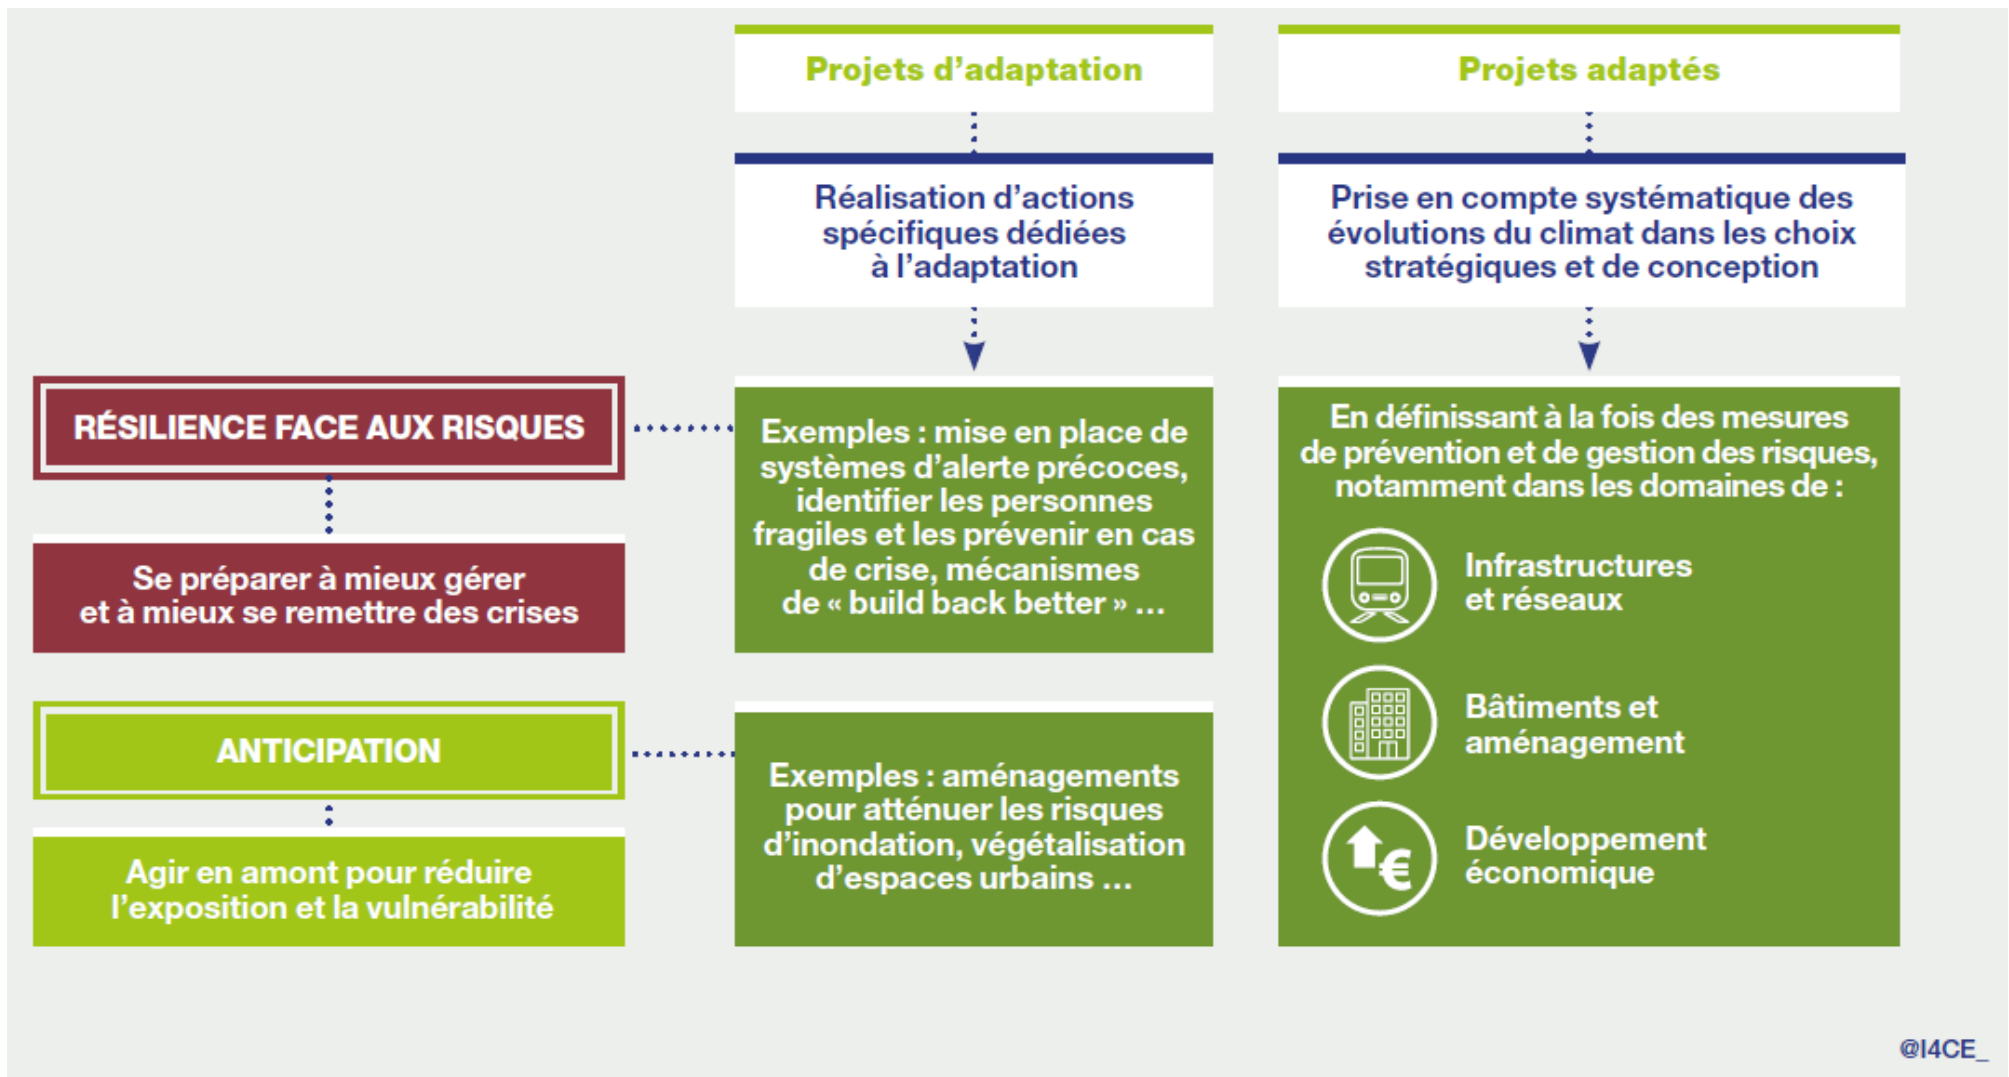 Projets d’adaptation
Projets adaptés
Réalisation d’actions
spécifiques dédiées
à l’adaptation
Prise en compte systématique des
évolutions du climat dans les choix
stratégiques et de conception
RÉSILIENCE FACE AUX RISQUES
Se préparer à mieux gérer
et à mieux se remettre des crises
Exemples : mise en place de
systèmes d’alerte précoces,
identifier les personnes
fragiles et les prévenir en cas
de crise, mécanismes
de « build back better » …
ANTICIPATION
Agir en amont pour réduire
l’exposition et la vulnérabilité
Exemples : aménagements
pour atténuer les risques
d’inondation, végétalisation
d’espaces urbains …
En définissant à la fois des mesures
de prévention et de gestion des risques,
notamment dans les domaines de :
Infrastructures
et réseaux
Bâtiments et
aménagement
€
Développement
économique
@I4CE_